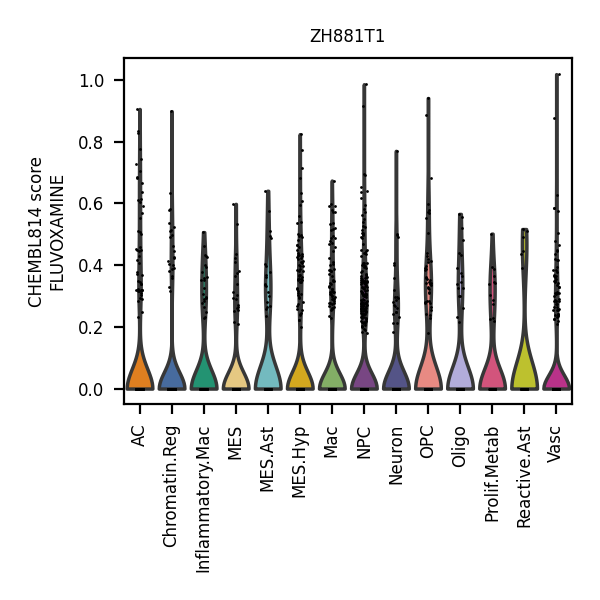 ZH881T1
CHEMBL814 score
FLUVOXAMINE
1.0
0.8
0.6
0.4
0.2
0.0
AC
Chromatin.Reg
Inflammatory.Mac
MES
MES.Ast
MES.Hyp
Mac
NPC
Neuron
OPC
Oligo
Prolif.Metab
Reactive.Ast
Vasc